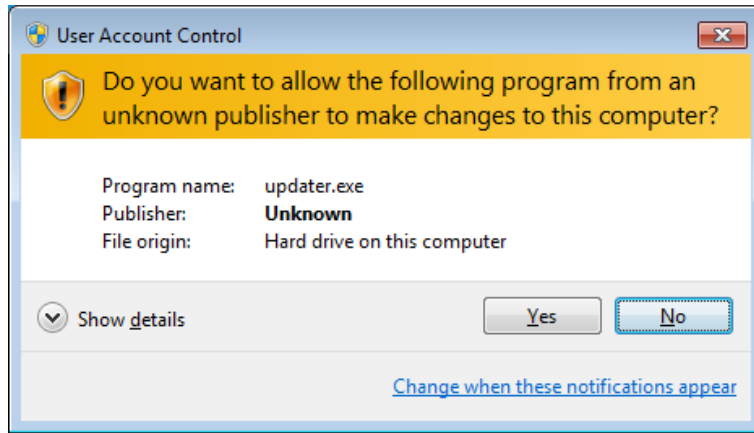 User Account Control
Do you want to allow the following program from an
unknown publisher to make changes to this computer?
Program name: updater.exe
Publisher: Unknown
File origin: Hard drive on this computer
Show details
Yes
No
Change when these notifications appear